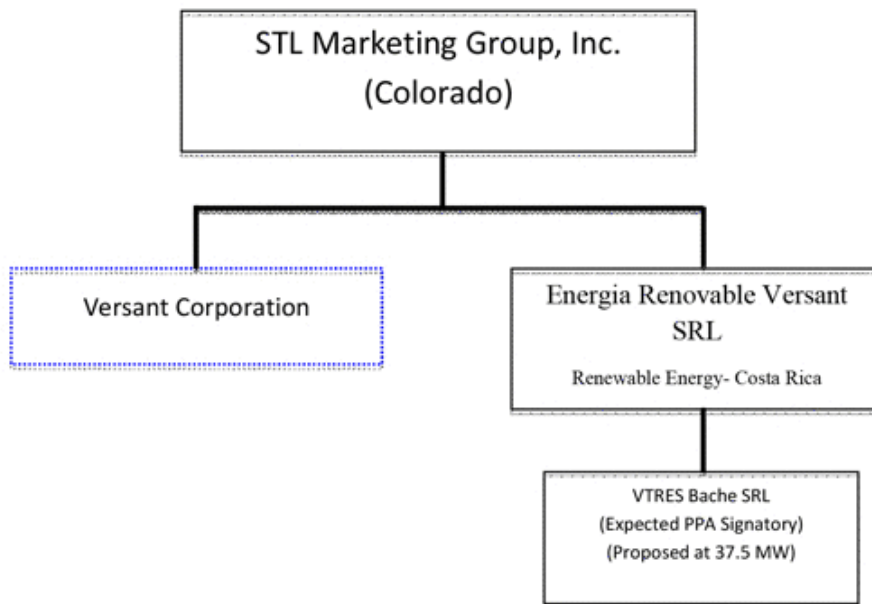 STL Marketing Group, Inc.
(Colorado)
Versant Corporation
Energia Renovable Versant
SRL
Renewable Energy- Costa Rica
VTRES Bache SRL
(Expected PPA Signatory)
(Proposed at 37.5 MW)